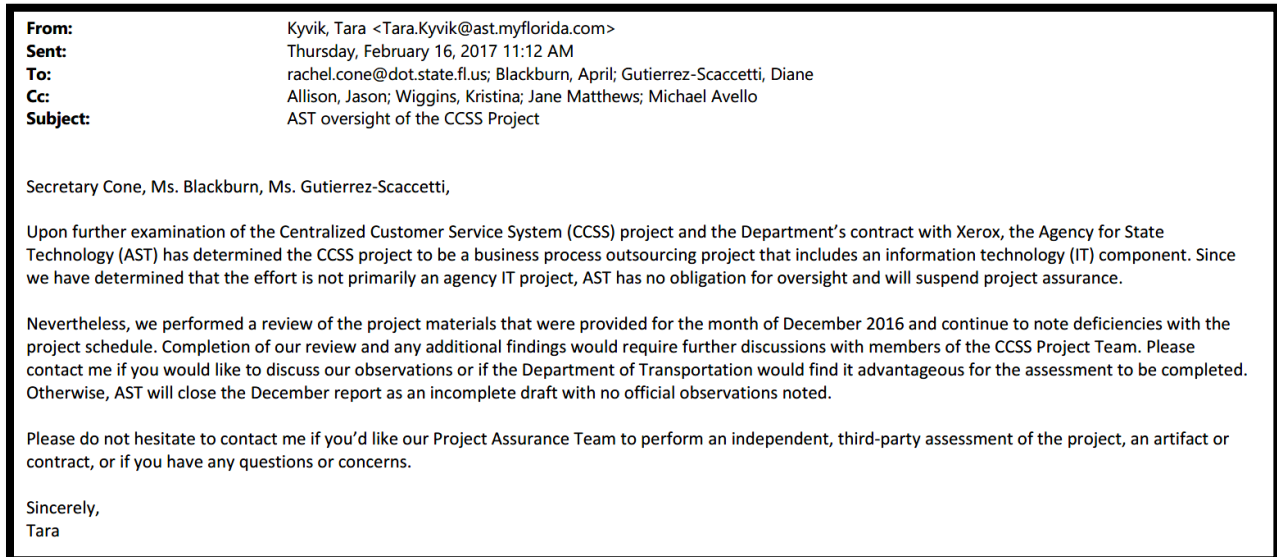 From: Kyvik, Tara <Tara.Kyvik@ast.myflorida.com>
Sent: Thursday, February 16, 2017 11:12 AM
To: rachel.cone@dot.state.fl.us; Blackburn, April; Gutierrez-Scaccetti, Diane
Cc: Allison, Jason; Wiggins, Kristina; Jane Matthews; Michael Avello
Subject: AST oversight of the CCSS Project
Secretary Cone, Ms. Blackburn, Ms. Gutierrez-Scaccetti,
Upon further examination of the Centralized Customer Service System (CCSS) project and the Department's contract with Xerox, the Agency for State
Technology (AST) has determined the CCSS project to be a business process outsourcing project that includes an information technology (IT) component. Since
we have determined that the effort is not primarily an agency IT project, AST has no obligation for oversight and will suspend project assurance.
Nevertheless, we performed a review of the project materials that were provided for the month of December 2016 and continue to note deficiencies with the
project schedule. Completion of our review and any additional findings would require further discussions with members of the CCSS Project Team. Please
contact me if you would like to discuss our observations or if the Department of Transportation would find it advantageous for the assessment to be completed.
Otherwise, AST will close the December report as an incomplete draft with no official observations noted.
Please do not hesitate to contact me if you'd like our Project Assurance Team to perform an independent, third-party assessment of the project, an artifact or
contract, or if you have any questions or concerns.
Sincerely,
Tara